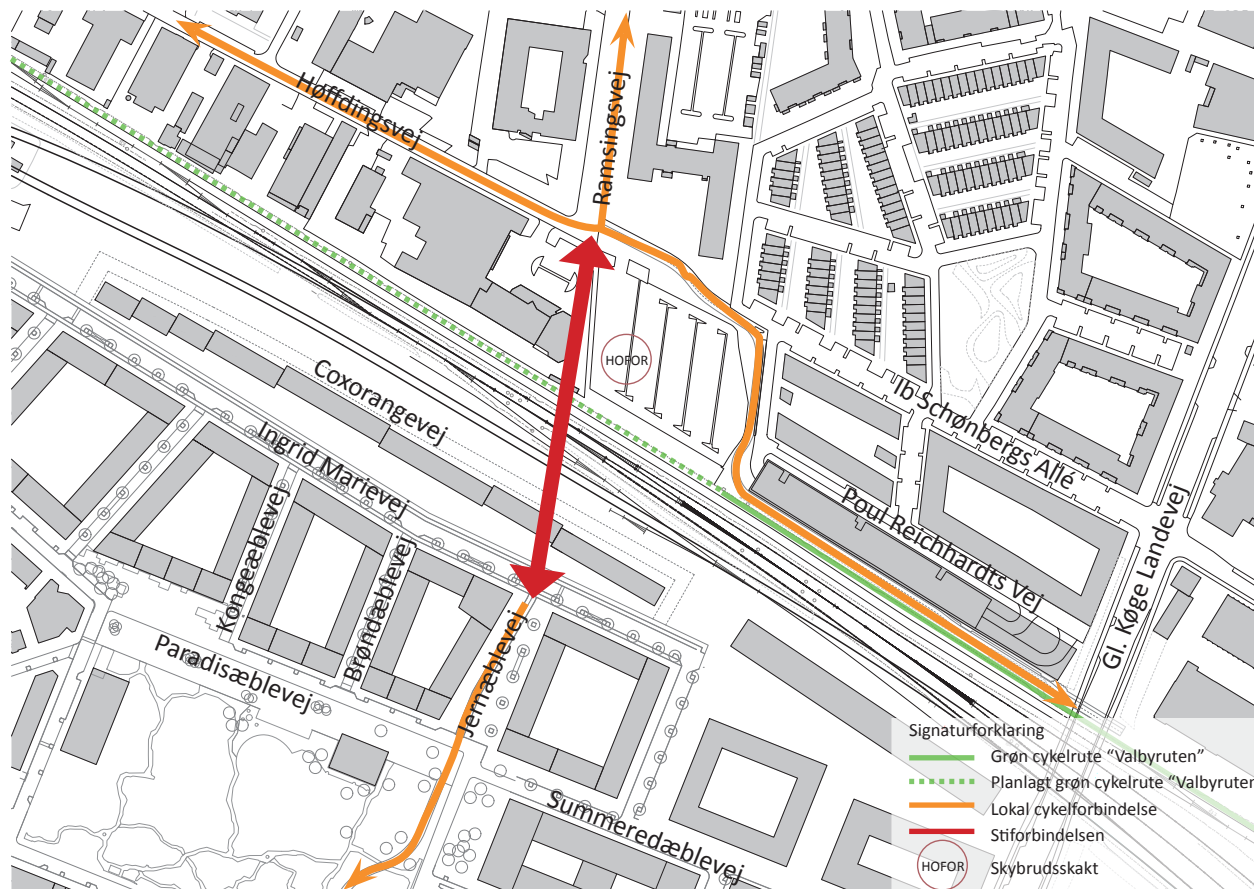 Høffdingsvej
Ramsingsvej
HOFOR
Coxorangevej
Ib Schønbergs Allé
Ingrid Marievej
Poul Reichhardts Vej
Kongeæblevej
Brøndæblevej
Gl. Køge Landevej
Paradisæblevej
Jernæblevej
Summeredæblevej
Signaturforklaring
Grøn cykelrute “Valbyruten”
Planlagt grøn cykelrute “Valbyruten
Lokal cykelforbindelse
Stiforbindelsen
HOFOR
Skybrudsskakt